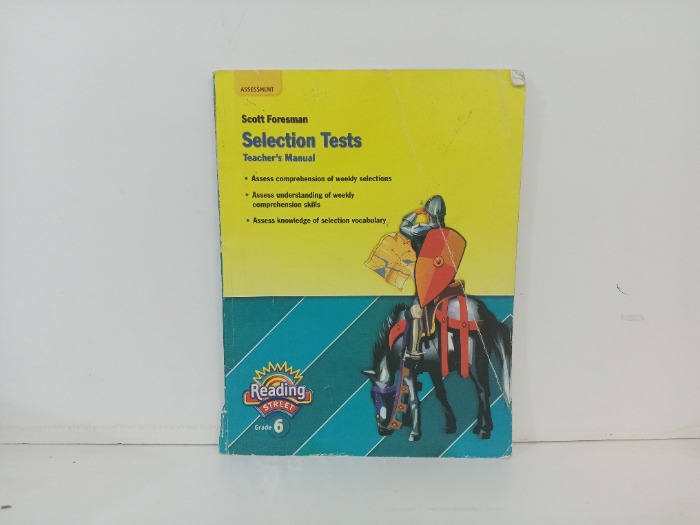 ASSESSMENT
Scott Foresman
Selection Tests
Teacher's Manual
• Assess comprehension of weekly selections
• Assess understanding of weekly
comprehension skills
• Assess knowledge of selection vocabulary
Reading
STREET
Grade 6